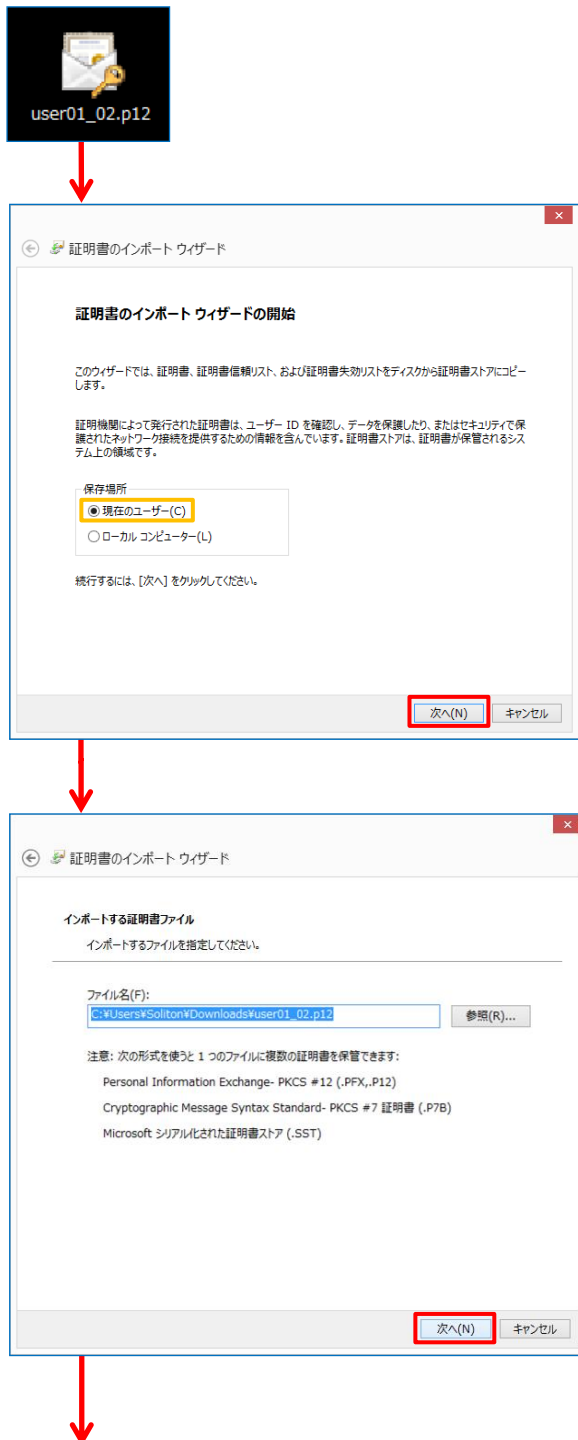 user01_02.p12
証明書のインポート ウィザード
証明書のインポート ウィザードの開始
このウィザードでは、証明書、証明書信頼リスト、および証明書失効リストをディスクから証明書ストアにコピー
します。
証明機関によって発行された証明書は、ユーザー ID を確認し、データを保護したり、またはセキュリティで保
護されたネットワーク接続を提供するための情報を含んでいます。証明書ストアは、証明書が保管されるシス
テム上の領域です。
保存場所
現在のユーザー(C)
ローカル コンピューター(L)
続行するには、[次へ] をクリックしてください。
次へ(N) キャンセル
証明書のインポート ウィザード
インポートする証明書ファイル
インポートするファイルを指定してください。
ファイル名(F):
C:¥Users¥Soliton¥Downloads¥user01_02.p12 参照(R)...
注意: 次の形式を使うと 1 つのファイルに複数の証明書を保管できます:
Personal Information Exchange- PKCS #12 (.PFX,.P12)
Cryptographic Message Syntax Standard- PKCS #7 証明書 (.P7B)
Microsoft シリアル化された証明書ストア (.SST)
次へ(N) キャンセル